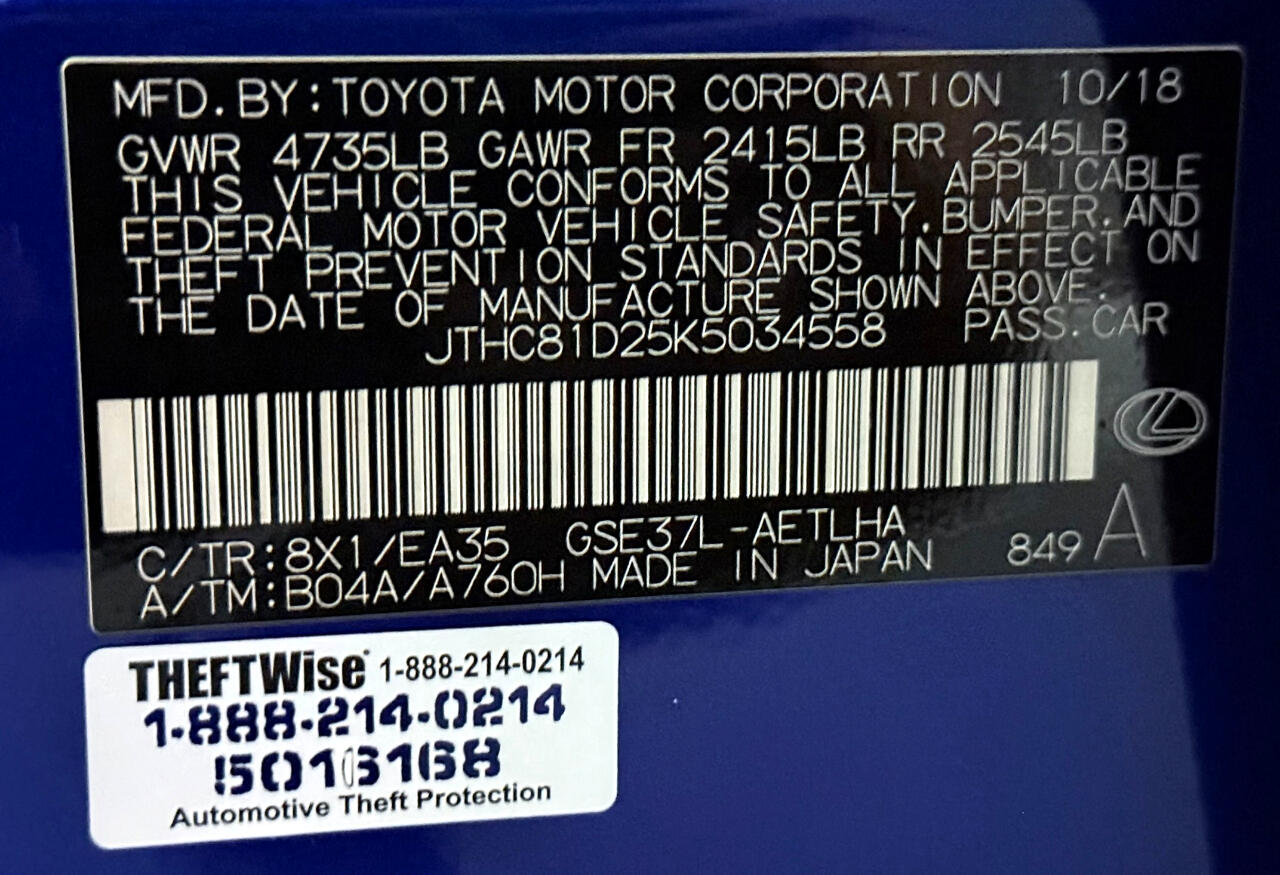 MFD.BY:TOYOTA MOTOR CORPORATION 10/18
GVWR 4735LB GAWR FR 2415LB RR 2545LB
THIS VEHICLE CONFORMS TO ALL APPLICABLE
FEDERAL MOTOR VEHICLE SAFETY,BUMPER,AND
THEFT PREVENTION STANDARDS IN EFFECT ON
THE DATE OF MANUFACTURE SHOWN ABOVE.
JTHC81D25K5034558 PASS.CAR
C/TR:8X1/EA35 GSE37L-AETLHA
A/TM:B04A/A760H MADE IN JAPAN 849 A
THEFTWise 1-888-214-0214
1-888-214-0214
Automotive Theft Protection